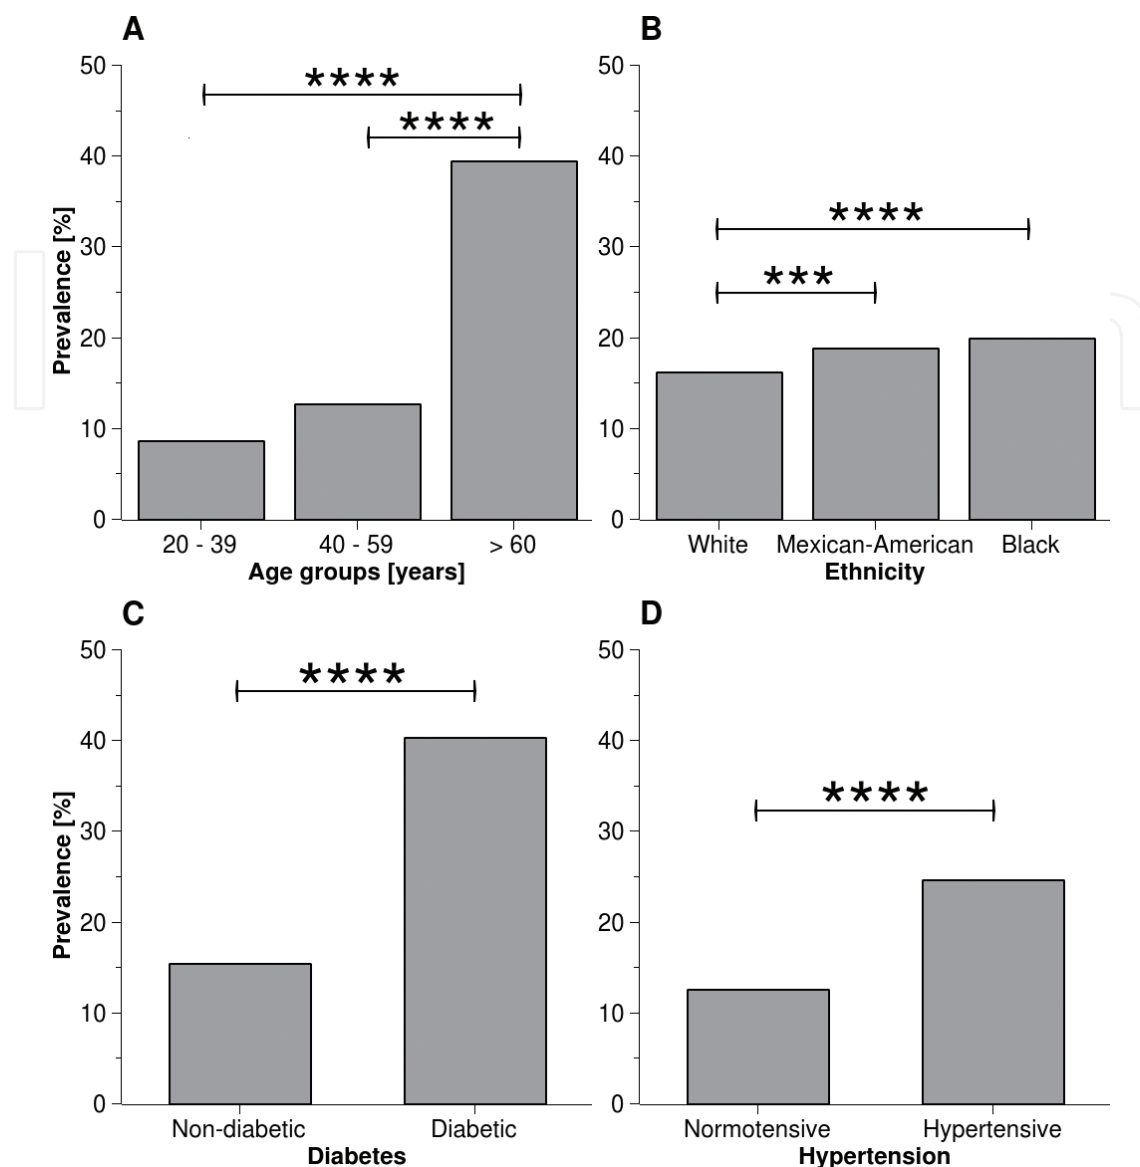 A
Prevalence [%]
50
40
30
20
10
0
****
****
20 - 39 40 - 59 > 60
Age groups [years]
B
50
40
30
20
10
0
****
***
White Mexican-American Black
Ethnicity
C
Prevalence [%]
50
40
30
20
10
0
****
Non-diabetic Diabetic
Diabetes
D
50
40
30
20
10
0
****
Normotensive Hypertensive
Hypertension